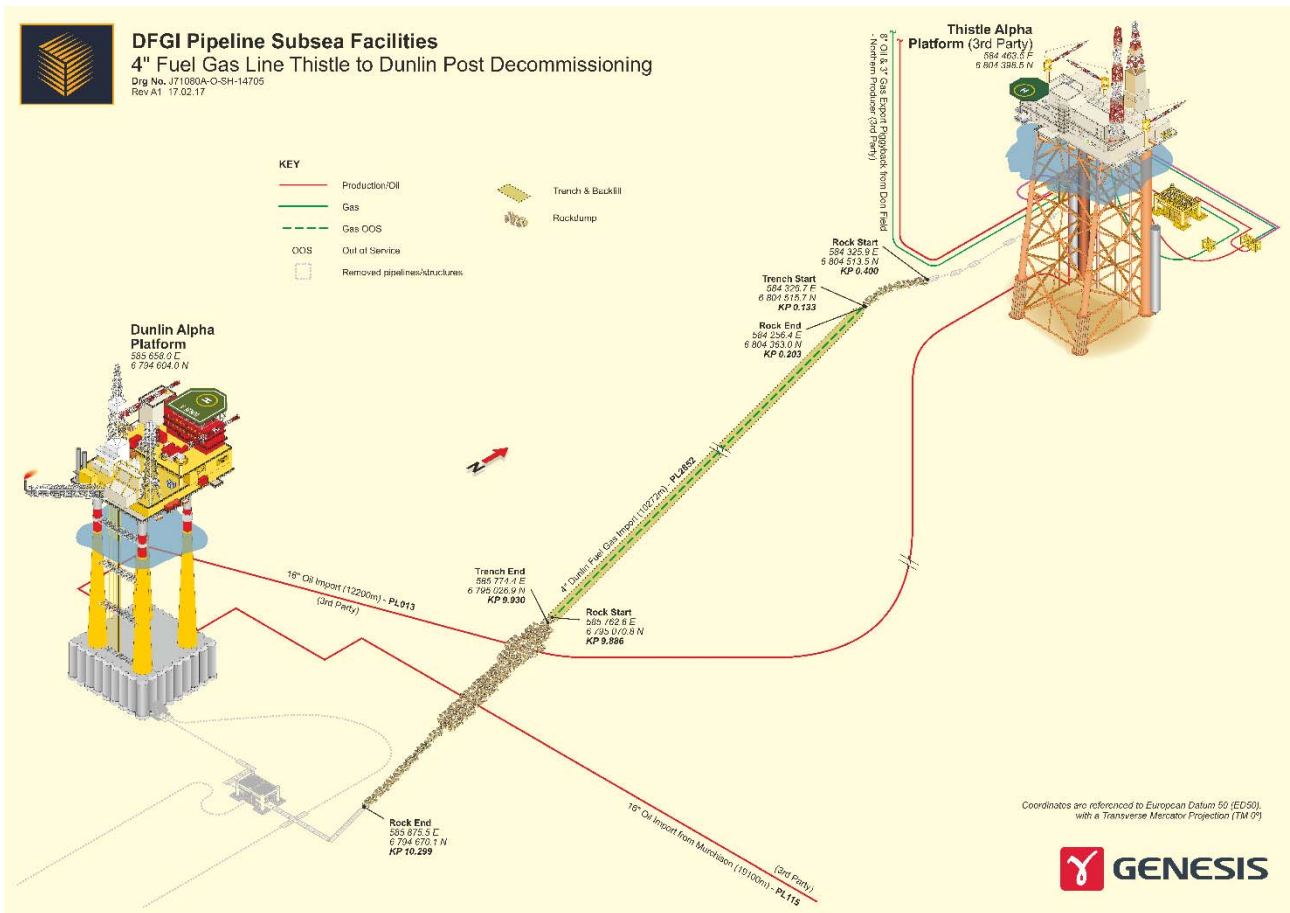 DFGI Pipeline Subsea Facilities
4" Fuel Gas Line Thistle to Dunlin Post Decommissioning
Drg No. J71080A-O-SH-14705
Rev A1 17.02.17
KEY
Production/Oil
Gas
Gas OOS
OOS Out of Service
Removed pipelines/structures
Trench & Backfill
Rockdump
8" Oil & 3" Gas Export Piggyback from Don Field
- Northern Producer (3rd Party)
Thistle Alpha
Platform (3rd Party)
584 463.5 E
6 804 398.5 N
Rock Start
584 325.9 E
6 804 513.5 N
KP 0.400
Trench Start
584 326.7 E
6 804 515.7 N
KP 0.133
Rock End
584 256.4 E
6 804 353.0 N
KP 0.203
Dunlin Alpha
Platform
585 658.0 E
6 794 604.0 N
N
4" Dunlin Fuel Gas Import (10272m) - PL2852
16" Oil Import (12200m) - PL013
(3rd Party)
Trench End
585 774.4 E
6 795 026.9 N
KP 9.930
Rock Start
585 762.6 E
6 795 070.8 N
KP 9.886
Rock End
585 875.5 E
6 794 670.1 N
KP 10.299
16" Oil Import from Murchison (19100m) - PL115
(3rd Party)
Coordinates are referenced to European Datum 50 (ED50),
with a Transverse Mercator Projection (TM 0º)
GENESIS